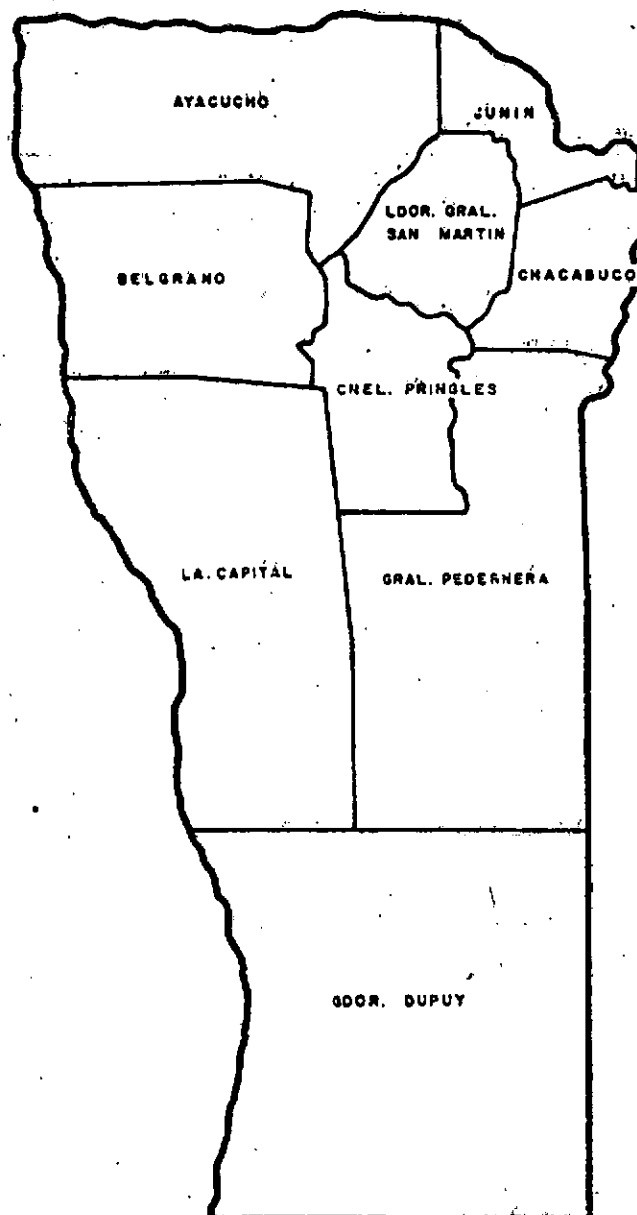 AYACUCHO
JUNIN
LDOR. GRAL.
SAN MARTIN
BELGRANO
CHACABUCO
CNEL. PRINGLES
LA. CAPITAL
GRAL. PEDERNERA
GDOR. DUPUY